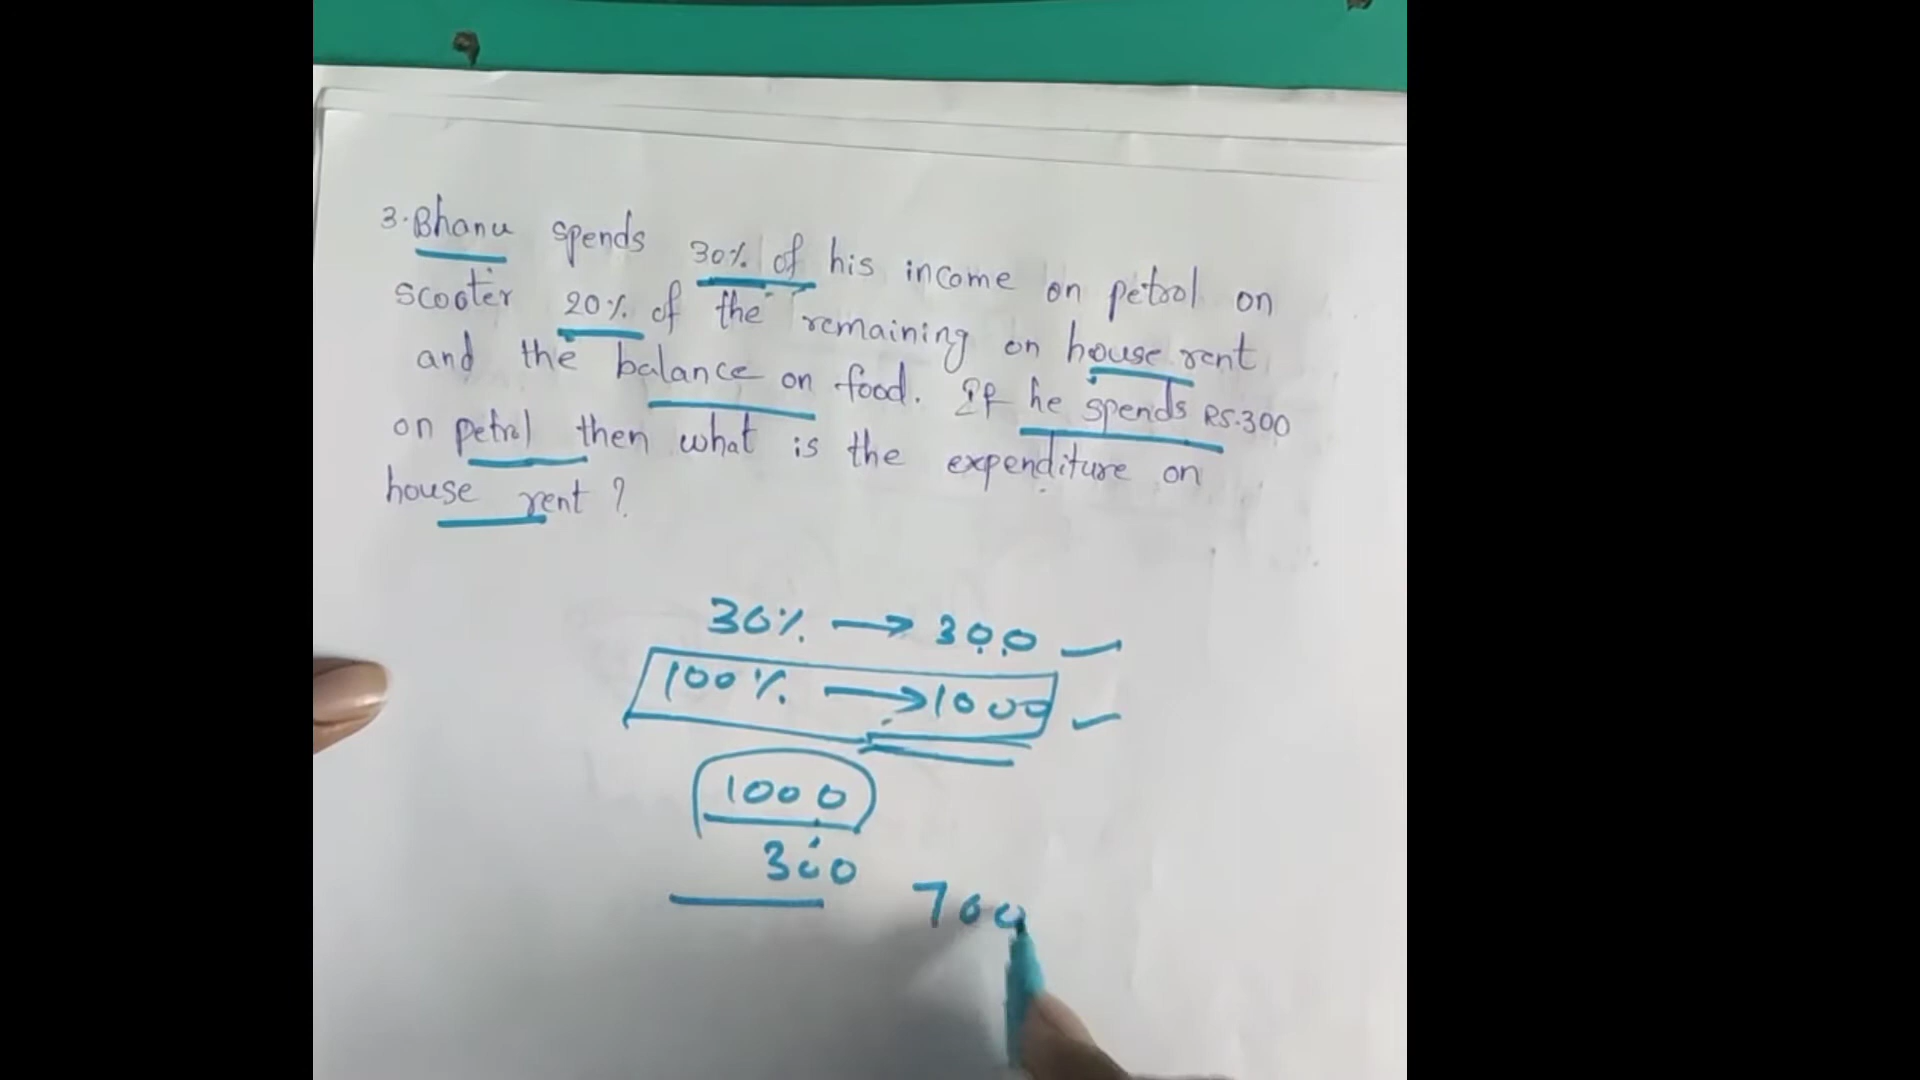 3. Bhanu spends 30% of his income on petrol on
scooter 20% of the remaining on house rent
and the balance on food. If he spends RS.300
on petrol then what is the expenditure on
house rent ?
30% → 300
100% → 1000
1000
300
700